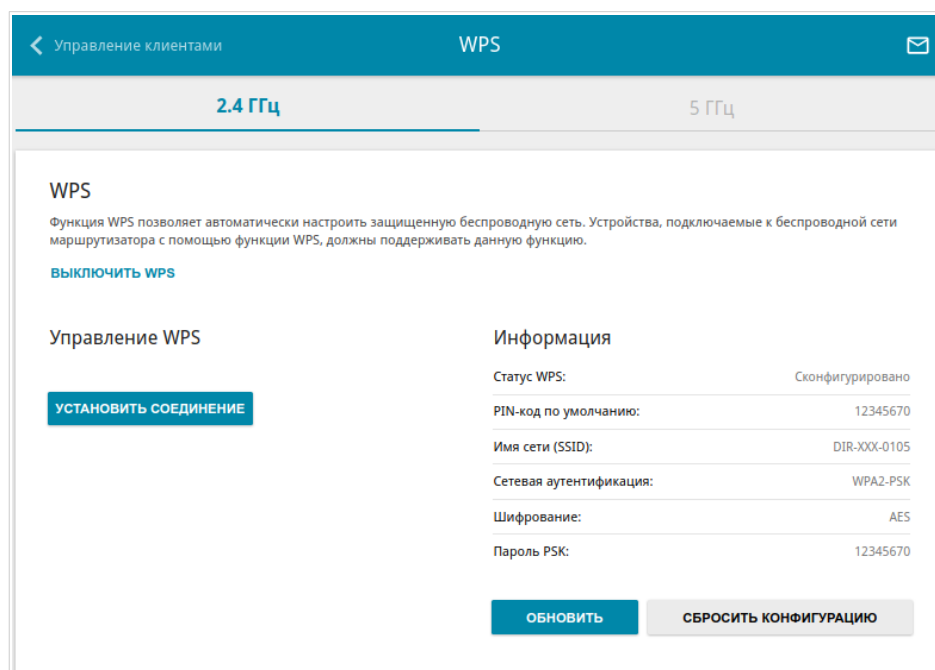 Управление клиентами
WPS
2.4 ГГц
5 ГГц
WPS
Функция WPS позволяет автоматически настроить защищенную беспроводную сеть. Устройства, подключаемые к беспроводной сети
маршрутизатора с помощью функции WPS, должны поддерживать данную функцию.
ВЫКЛЮЧИТЬ WPS
Управление WPS
УСТАНОВИТЬ СОЕДИНЕНИЕ
Информация
Статус WPS: Сконфигурировано
PIN-код по умолчанию: 12345670
Имя сети (SSID): DIR-XXX-0105
Сетевая аутентификация: WPA2-PSK
Шифрование: AES
Пароль PSK: 12345670
ОБНОВИТЬ
СБРОСИТЬ КОНФИГУРАЦИЮ